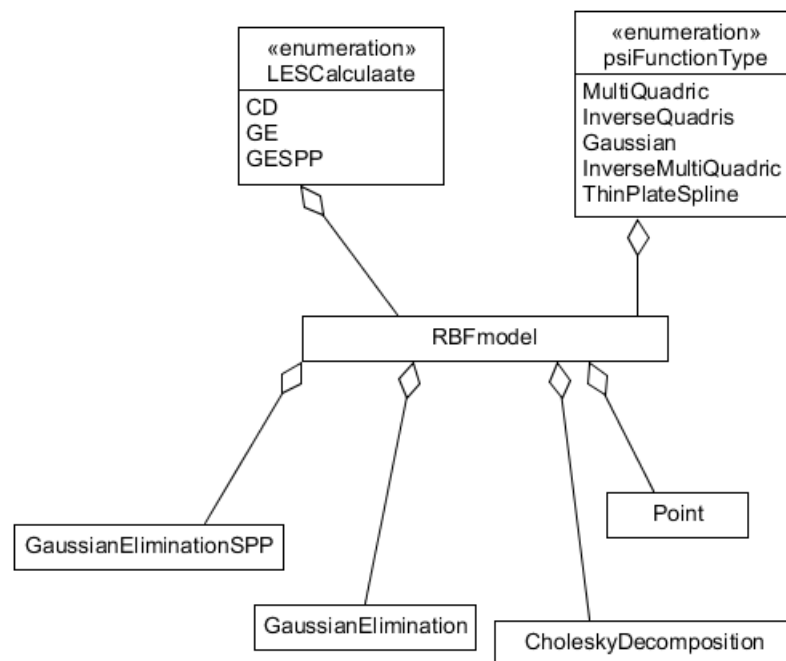 «enumeration»
LESCalculaate
CD
GE
GESPP
«enumeration»
psiFunctionType
MultiQuadric
InverseQuadris
Gaussian
InverseMultiQuadric
ThinPlateSpline
RBFmodel
GaussianEliminationSPP
Point
GaussianElimination
CholeskyDecomposition